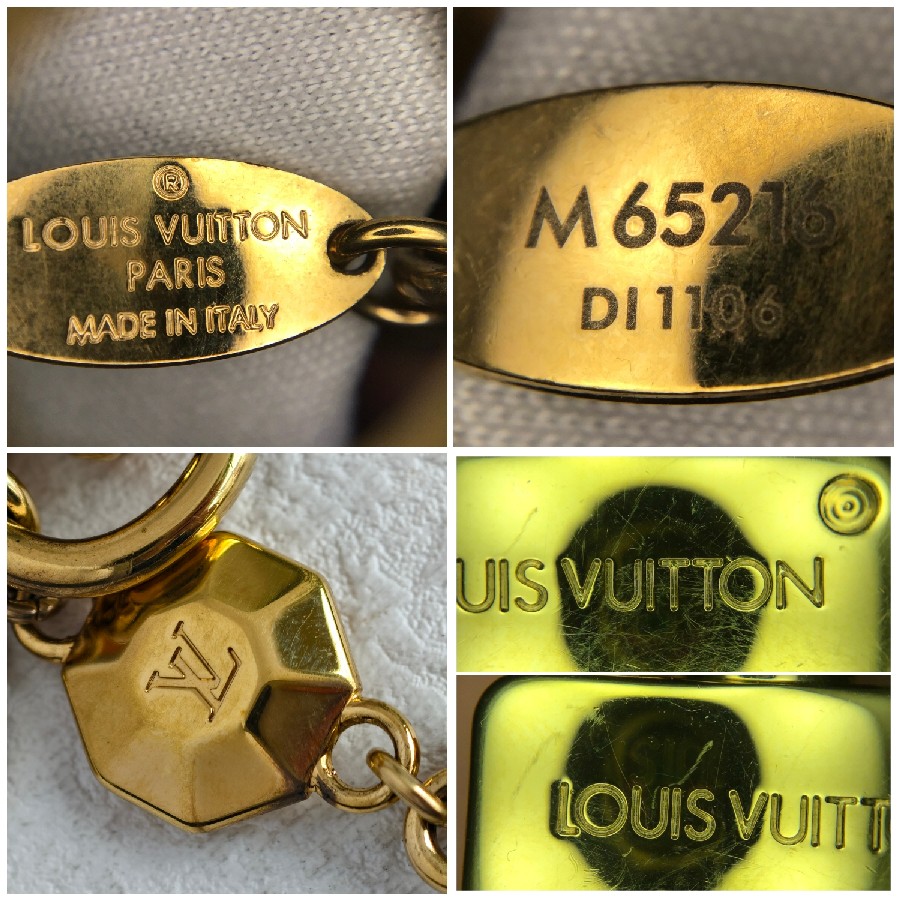 ®
LOUIS VUITTON
PARIS
MADE IN ITALY
M 65216
DI 1106
LV
UIS VUITTON
LOUIS VUITT